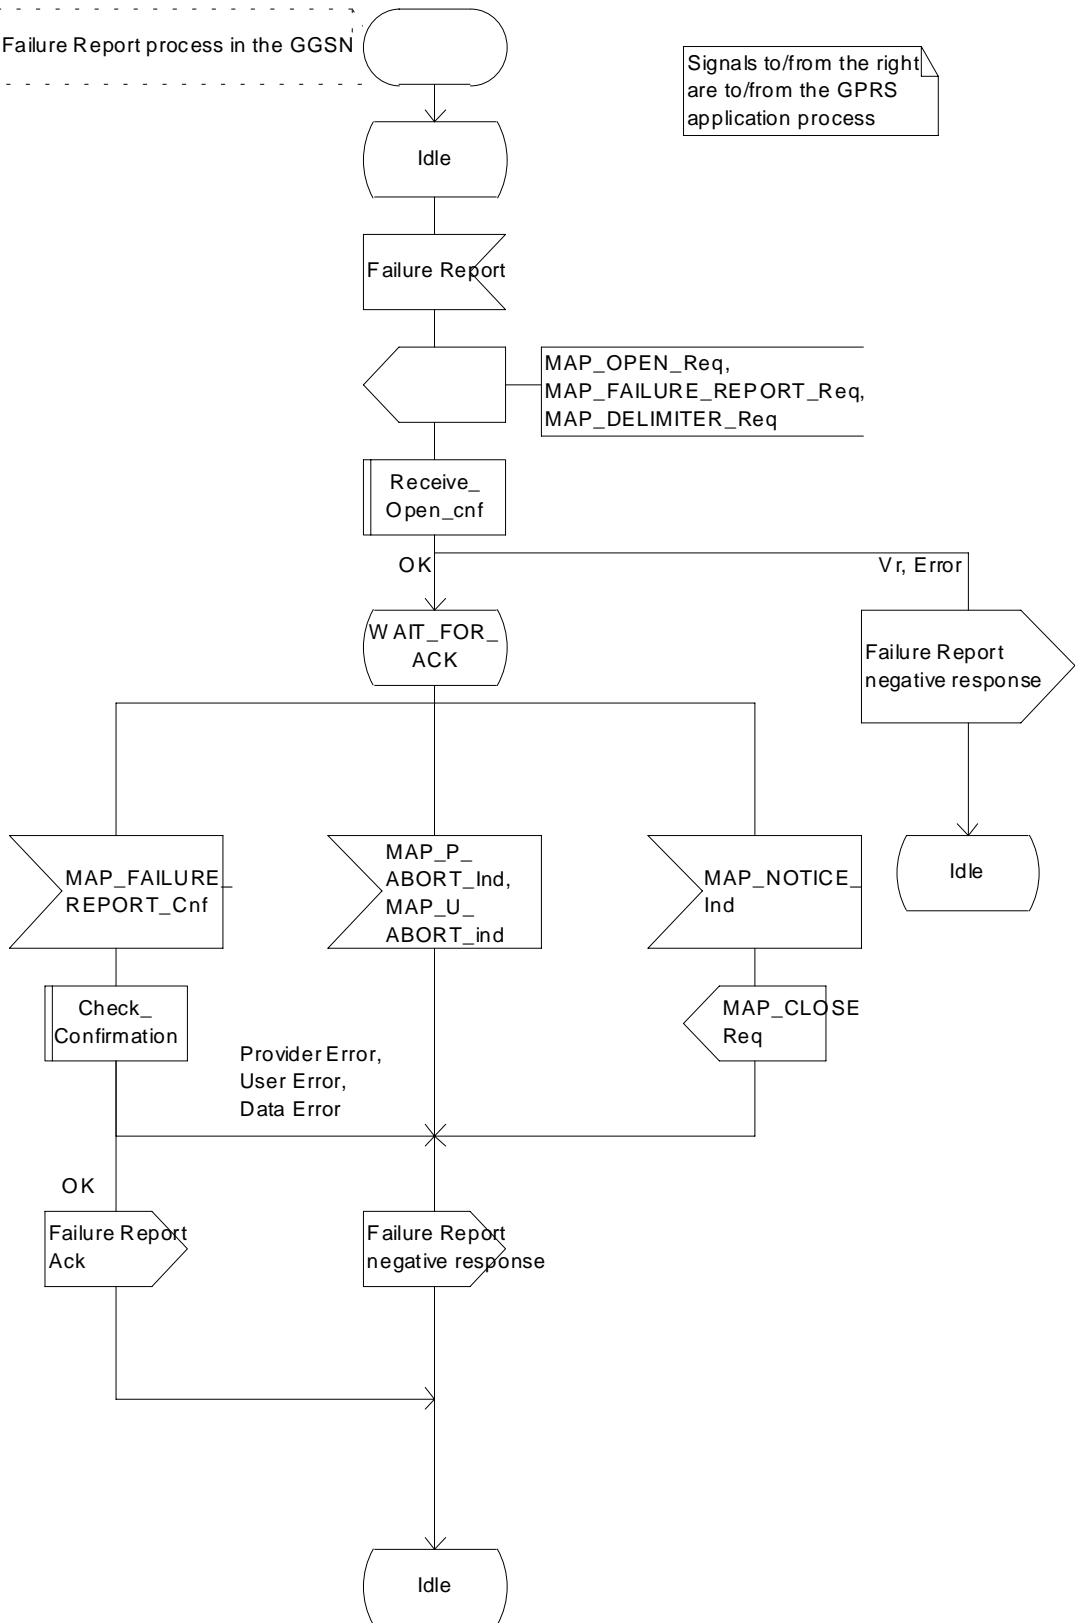 Failure Report process in the GGSN
Signals to/from the right
are to/from the GPRS
application process
Idle
Failure Report
MAP_OPEN_Req,
MAP_FAILURE_REPORT_Req,
MAP_DELIMITER_Req
Receive_
Open_cnf
OK
Vr, Error
WAIT_FOR_
ACK
Failure Report
negative response
Idle
MAP_FAILURE_
REPORT_Cnf
MAP_P_
ABORT_Ind,
MAP_U_
ABORT_ind
MAP_NOTICE_
Ind
Check_
Confirmation
MAP_CLOSE
Req
Provider Error,
User Error,
Data Error
OK
Failure Report
Ack
Failure Report
negative response
Idle